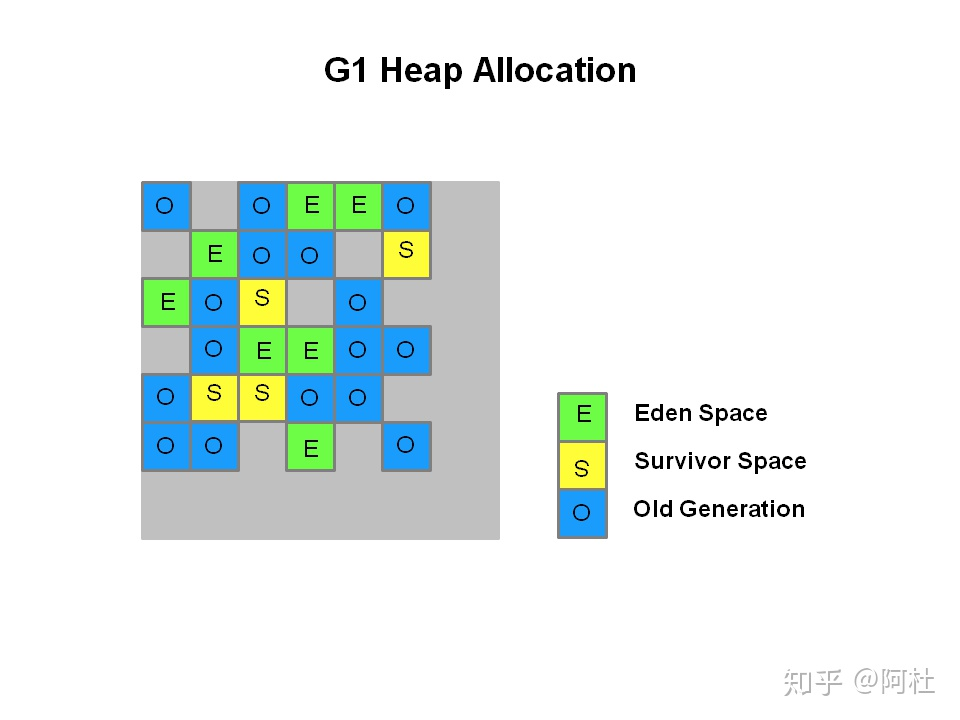 G1 Heap Allocation
O O E E O
E O O S
E O S O
O E E O O
O S S O O
O O E O
E Eden Space
S Survivor Space
O Old Generation
知乎 @阿杜